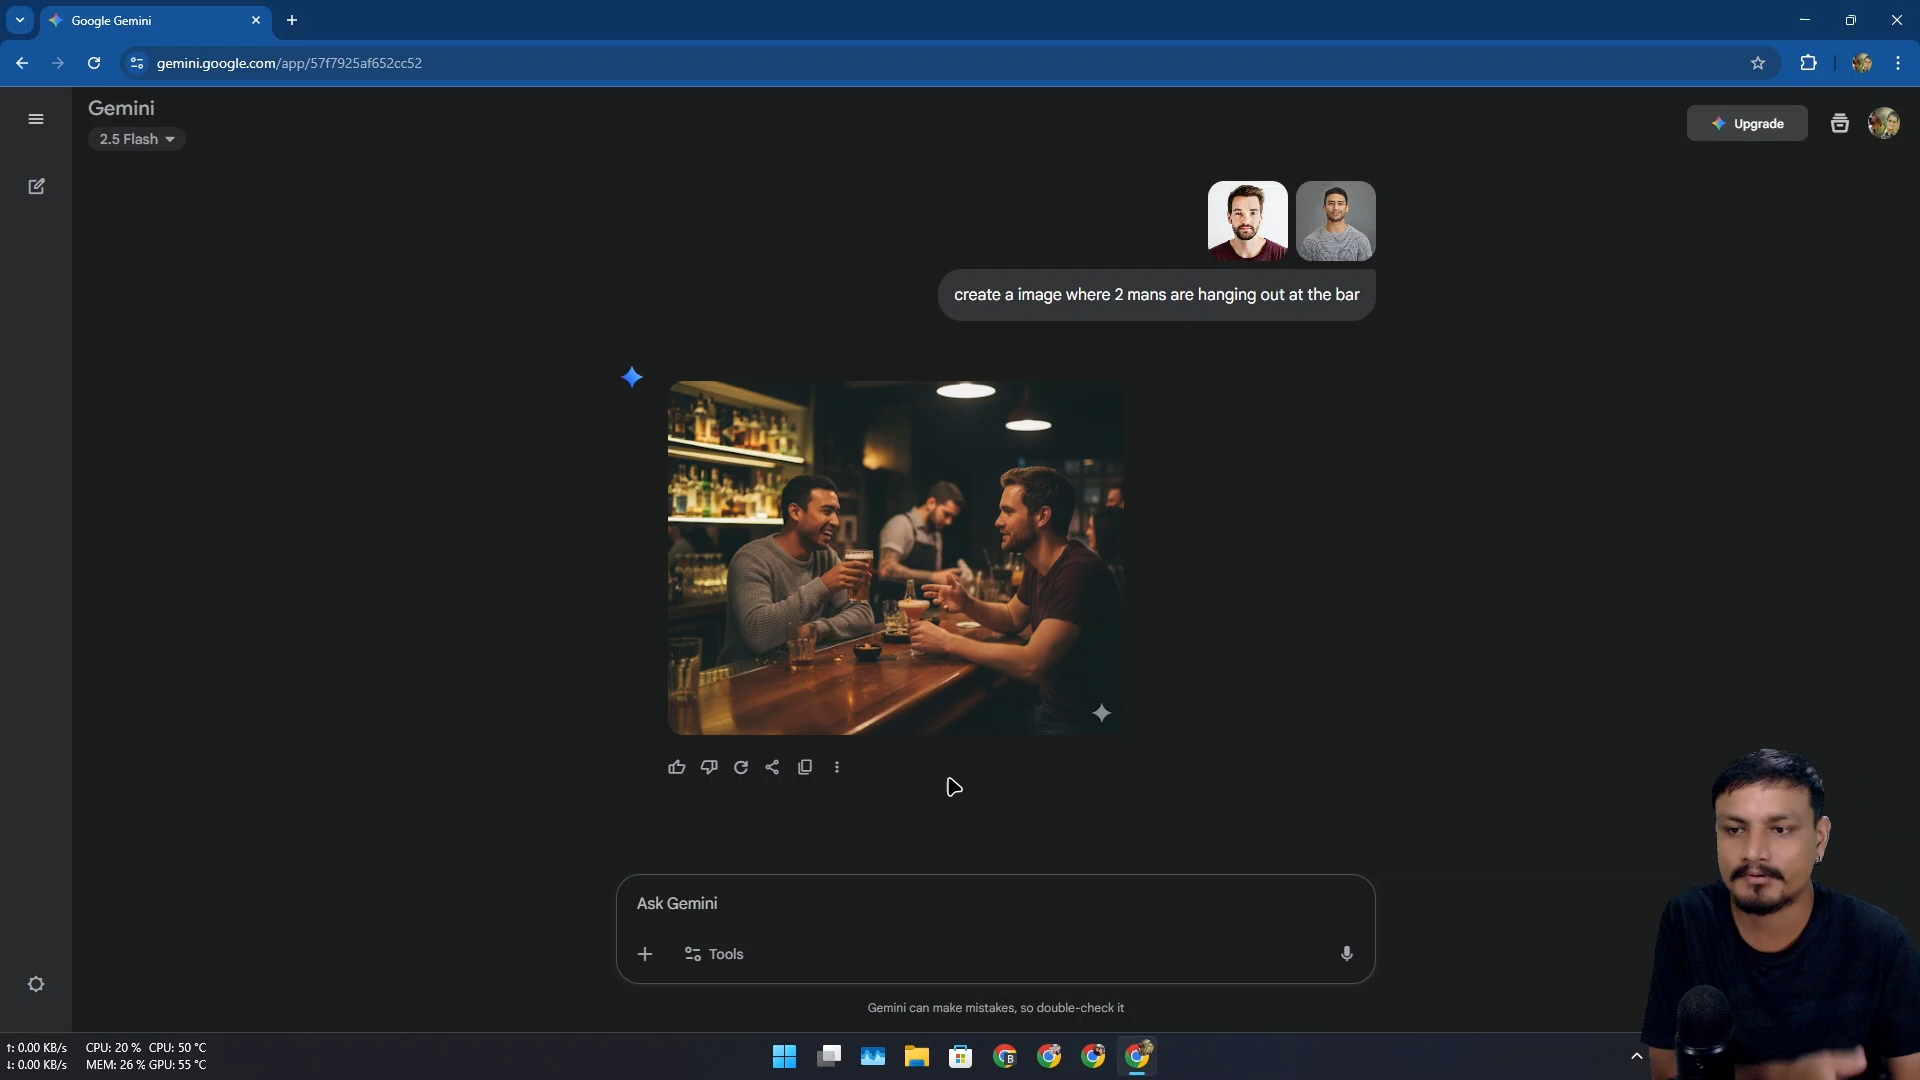 Google Gemini
gemini.google.com/app/57f7925af652cc52
Gemini
2.5 Flash
Upgrade
create a image where 2 mans are hanging out at the bar
Ask Gemini
Tools
Gemini can make mistakes, so double-check it
↑: 0.00 KB/s CPU: 20 % CPU: 50 °C
↓: 0.00 KB/s MEM: 26 % GPU: 55 °C
B